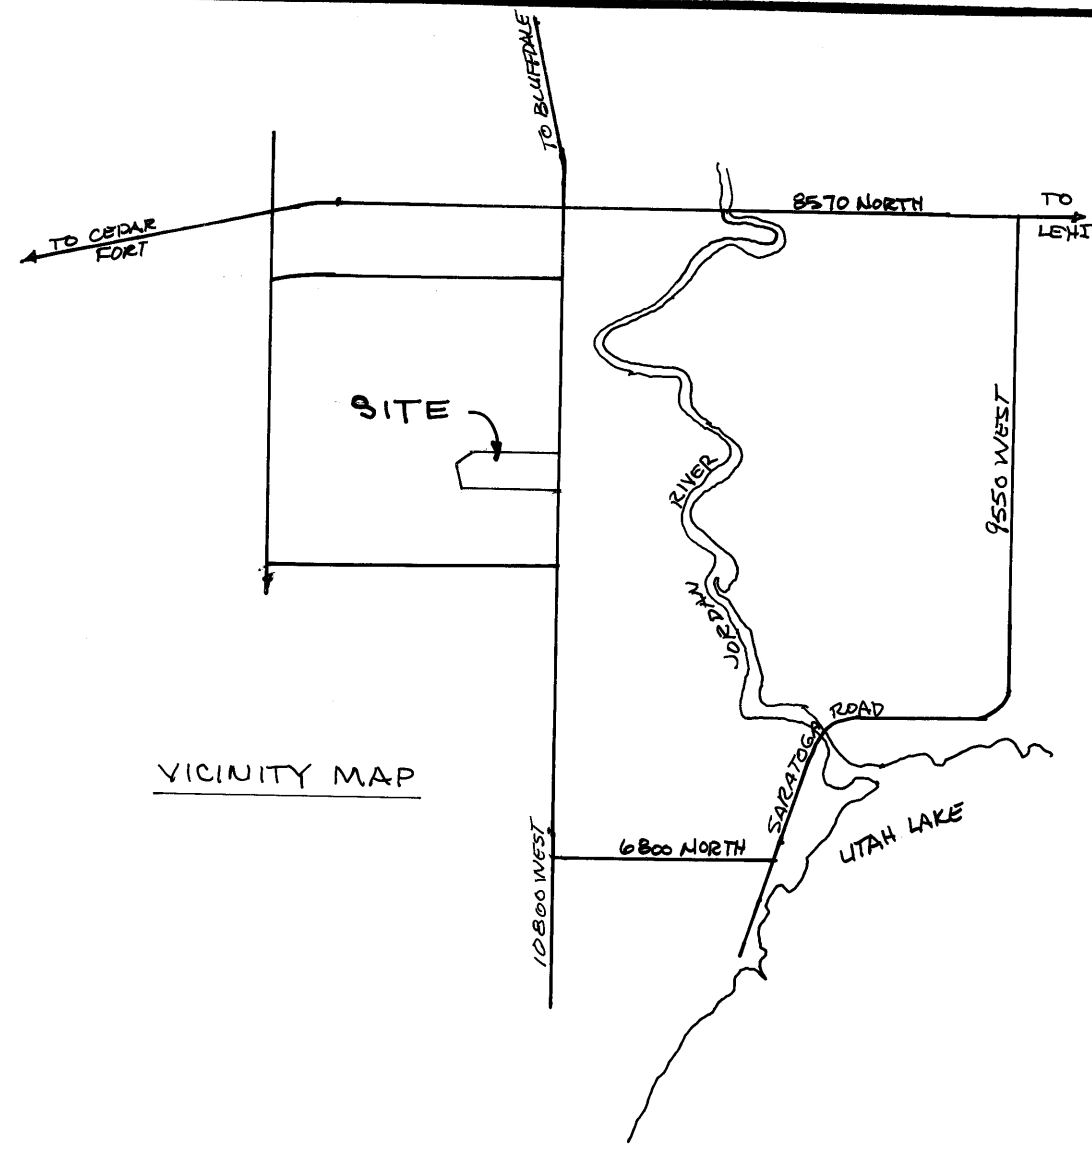 TO BLUFFDALE
8570 NORTH
TO
LEHI
TO CEDAR
FORT
SITE
9550 WEST
RIVER
JORDAN
ROAD
SARATOGA
VICINITY MAP
UTAH LAKE
6800 NORTH
10800 WEST